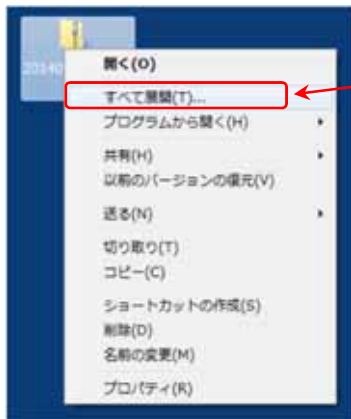 開く(O)
すべて展開(T)...
プログラムから開く(H)
共有(H)
以前のバージョンの復元(V)
送る(N)
切り取り(T)
コピー(C)
ショートカットの作成(S)
削除(D)
名前の変更(M)
プロパティ(R)